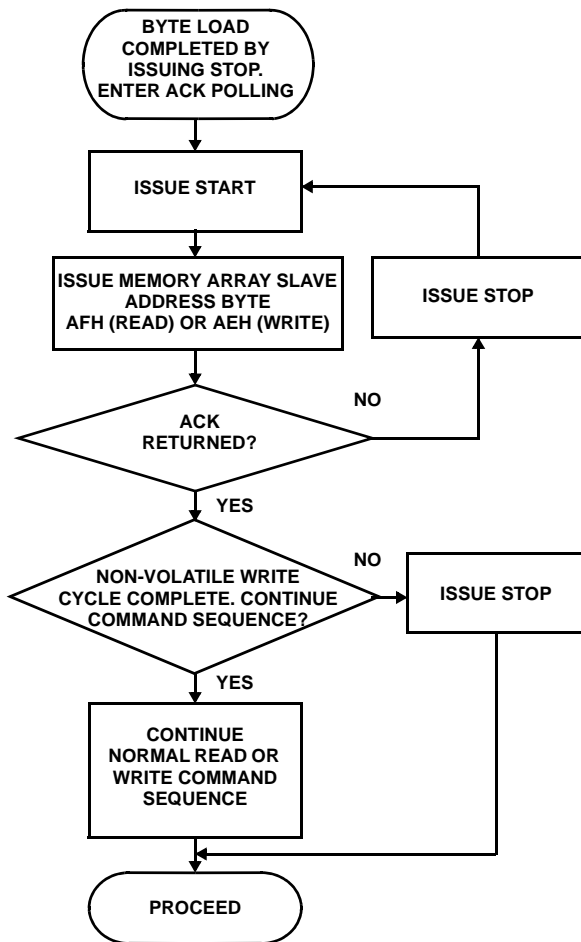 BYTE LOAD
COMPLETED BY
ISSUING STOP.
ENTER ACK POLLING
ISSUE START
ISSUE MEMORY ARRAY SLAVE
ADDRESS BYTE
AFH (READ) OR AEH (WRITE)
ISSUE STOP
ACK
RETURNED?
NO
YES
NON-VOLATILE WRITE
CYCLE COMPLETE. CONTINUE
COMMAND SEQUENCE?
NO
ISSUE STOP
YES
CONTINUE
NORMAL READ OR
WRITE COMMAND
SEQUENCE
PROCEED